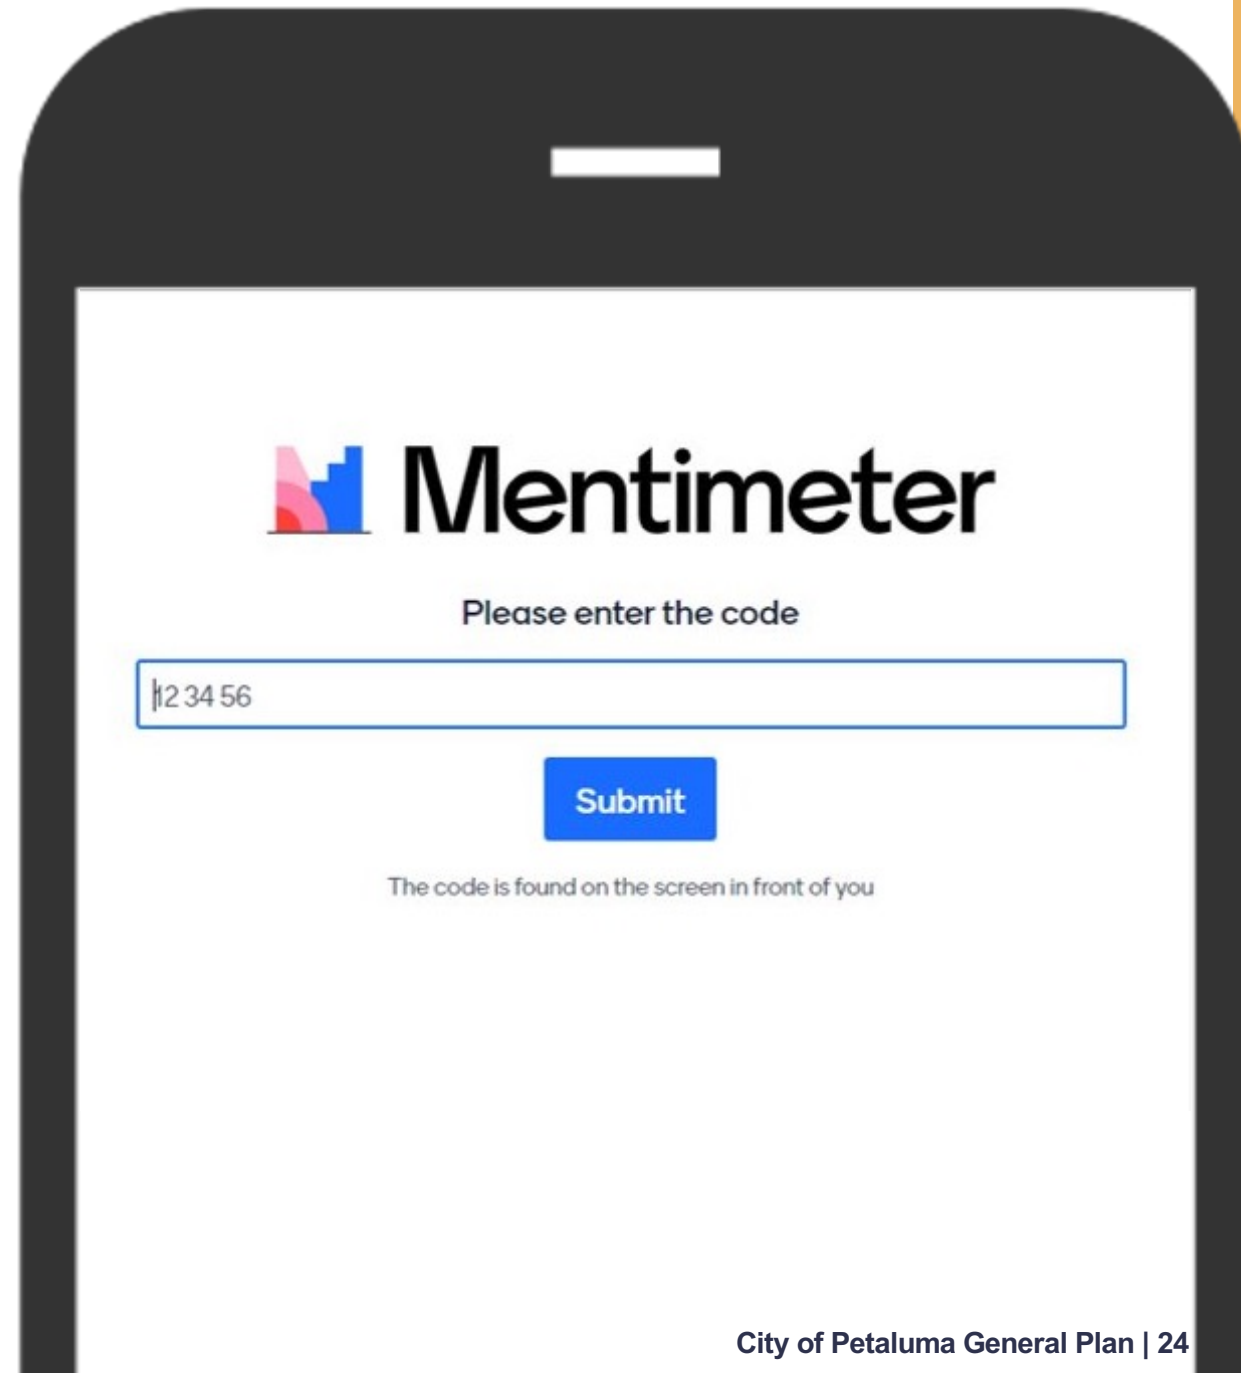 Mentimeter
Please enter the code
12 34 56
Submit
The code is found on the screen in front of you
City of Petaluma General Plan | 24